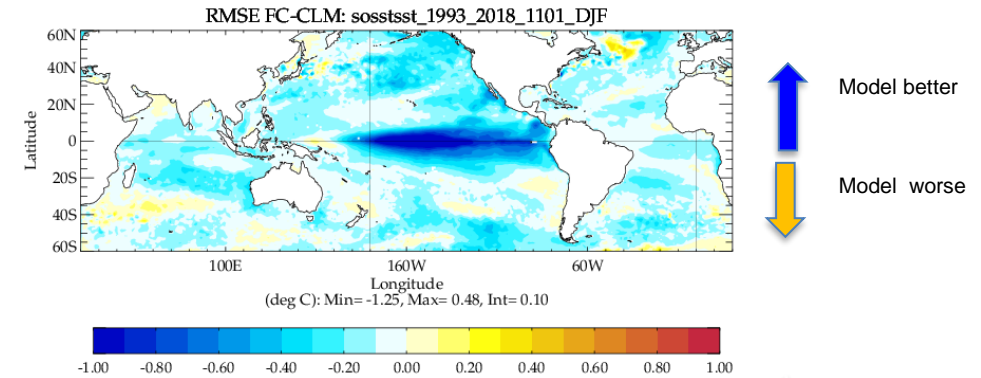 RMSE FC-CLM: sosstsst_1993_2018_1101_DJF
60N
40N
20N
0
20S
40S
60S
Latitude
100E 160W 60W
Longitude
(deg C): Min= -1.25, Max= 0.48, Int= 0.10
-1.00 -0.80 -0.60 -0.40 -0.20 0.00 0.20 0.40 0.60 0.80 1.00
Model better
Model worse